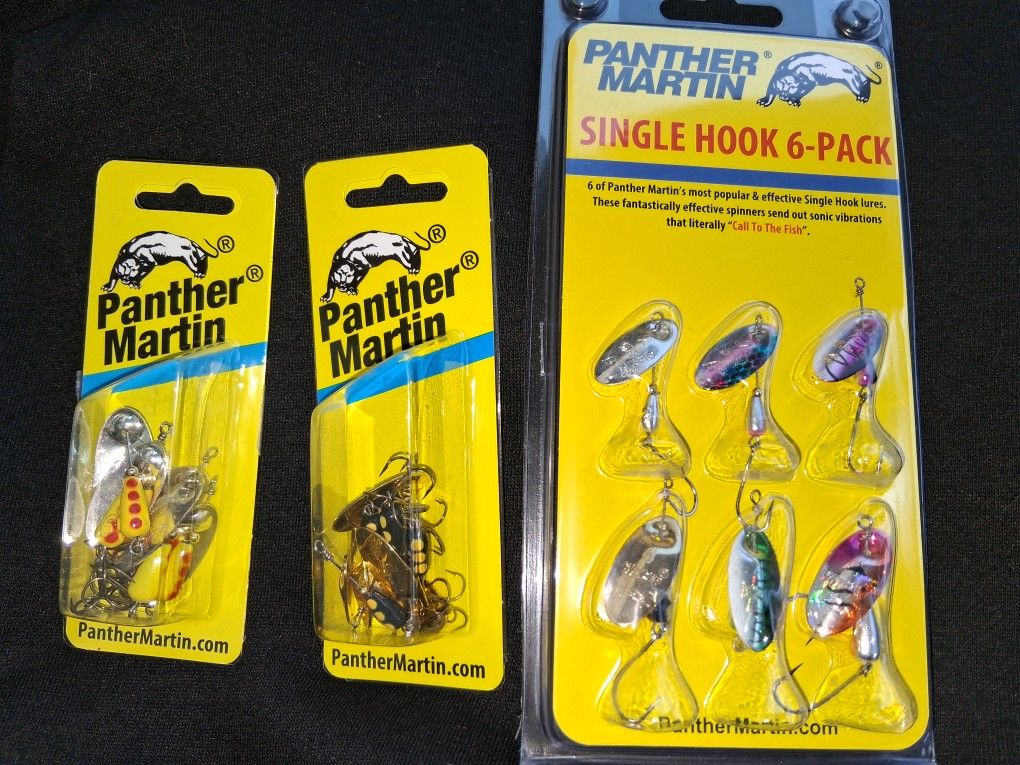 ®
Panther®
Martin
PantherMartin.com
®
Panther®
Martin
PantherMartin.com
PANTHER®
MARTIN
®
SINGLE HOOK 6-PACK
6 of Panther Martin's most popular & effective Single Hook lures.
These fantastically effective spinners send out sonic vibrations
that literally "Call To The Fish".
PantherMartin.com